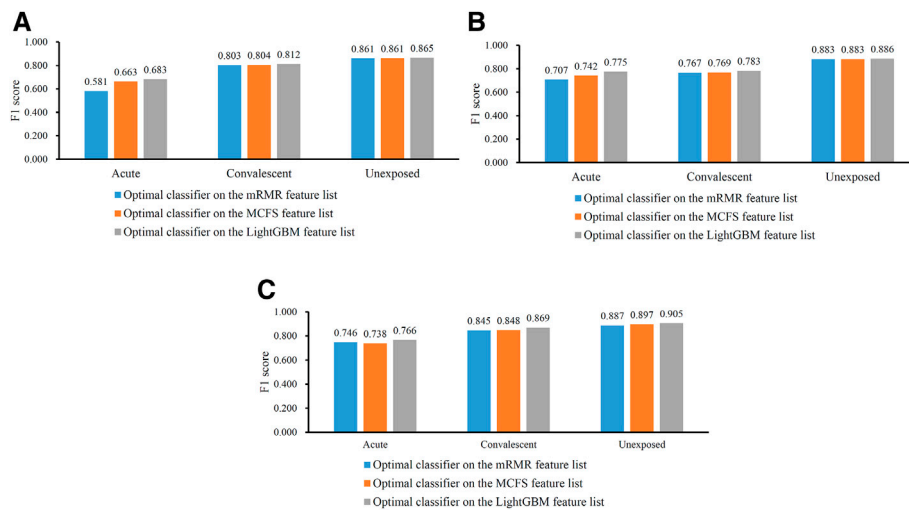 A
1.000
0.800
0.600
0.400
0.200
0.000
F1 score
0.581 0.663 0.683
0.803 0.804 0.812
0.861 0.861 0.865
Acute Convalescent Unexposed
Optimal classifier on the mRMR feature list
Optimal classifier on the MCFS feature list
Optimal classifier on the LightGBM feature list
B
1.000
0.800
0.600
0.400
0.200
0.000
F1 score
0.707 0.742 0.775
0.767 0.769 0.783
0.883 0.883 0.886
Acute Convalescent Unexposed
Optimal classifier on the mRMR feature list
Optimal classifier on the MCFS feature list
Optimal classifier on the LightGBM feature list
C
1.000
0.800
0.600
0.400
0.200
0.000
F1 score
0.746 0.738 0.766
0.845 0.848 0.869
0.887 0.897 0.905
Acute Convalescent Unexposed
Optimal classifier on the mRMR feature list
Optimal classifier on the MCFS feature list
Optimal classifier on the LightGBM feature list